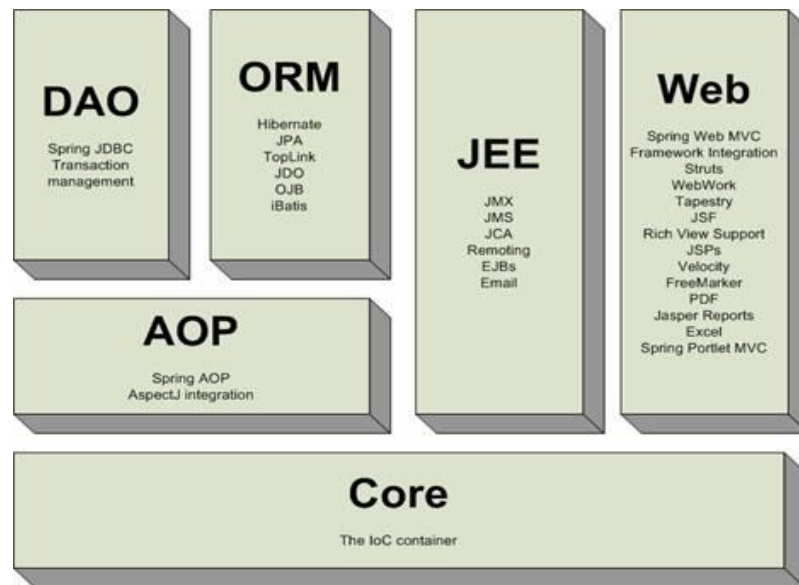 DAO
Spring JDBC
Transaction
management
ORM
Hibernate
JPA
TopLink
JDO
OJB
iBatis
JEE
JMX
JMS
JCA
Remoting
EJBs
Email
Web
Spring Web MVC
Framework Integration
Struts
WebWork
Tapestry
JSF
Rich View Support
JSPs
Velocity
FreeMarker
PDF
Jasper Reports
Excel
Spring Portlet MVC
AOP
Spring AOP
AspectJ integration
Core
The IoC container